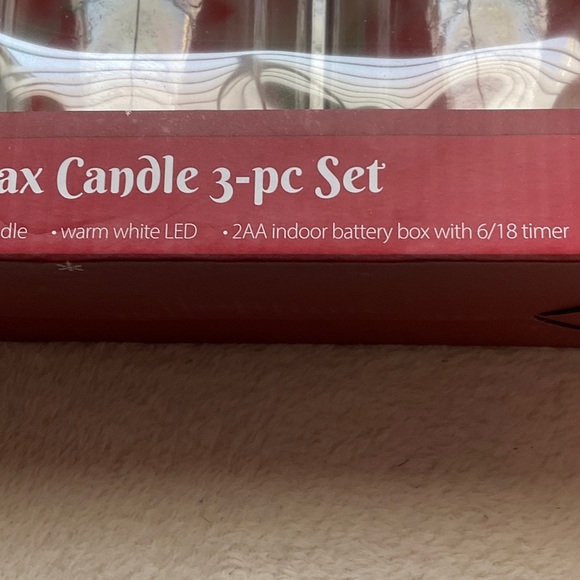 ax Candle 3-pc Set
dle • warm white LED • 2AA indoor battery box with 6/18 timer